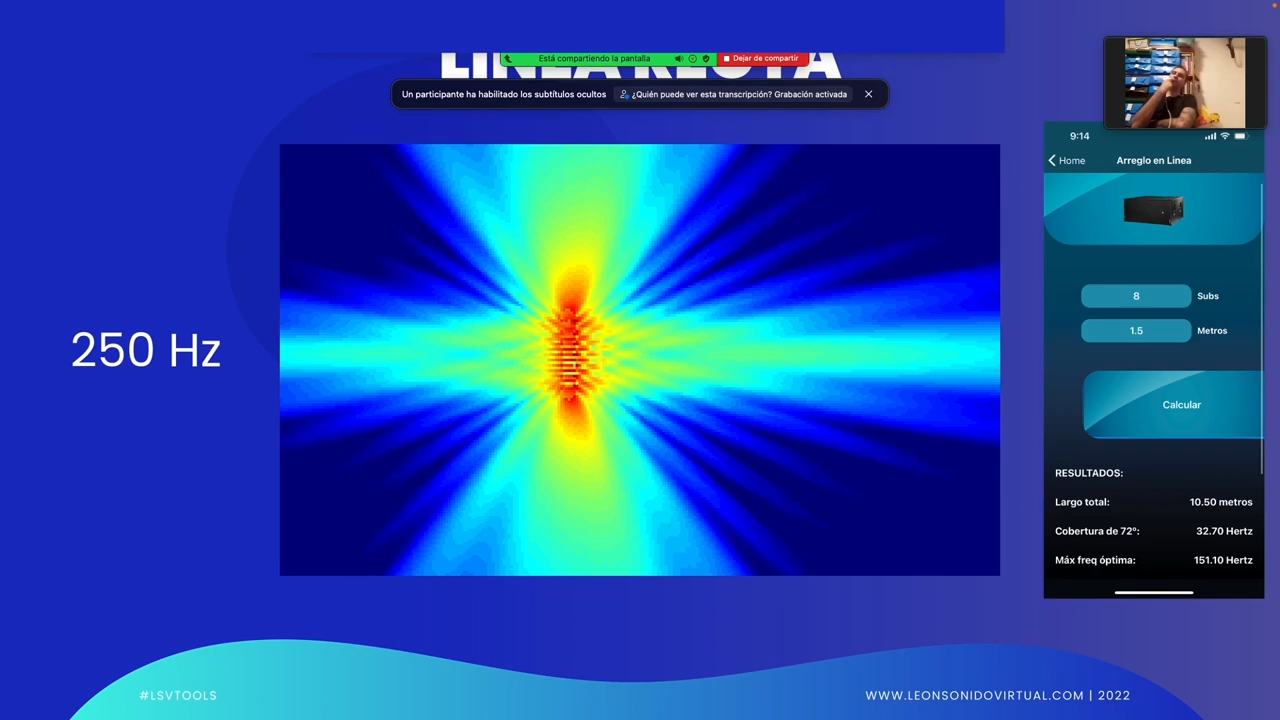 Está compartiendo la pantalla
Dejar de compartir
Un participante ha habilitado los subtítulos ocultos
¿Quién puede ver esta transcripción? Grabación activada
250 Hz
9:14
Home
Arreglo en Línea
8 Subs
1.5 Metros
Calcular
RESULTADOS:
Largo total: 10.50 metros
Cobertura de 72º: 32.70 Hertz
Máx freq óptima: 151.10 Hertz
#LSVTOOLS
WWW.LEONSONIDOVIRTUAL.COM | 2022